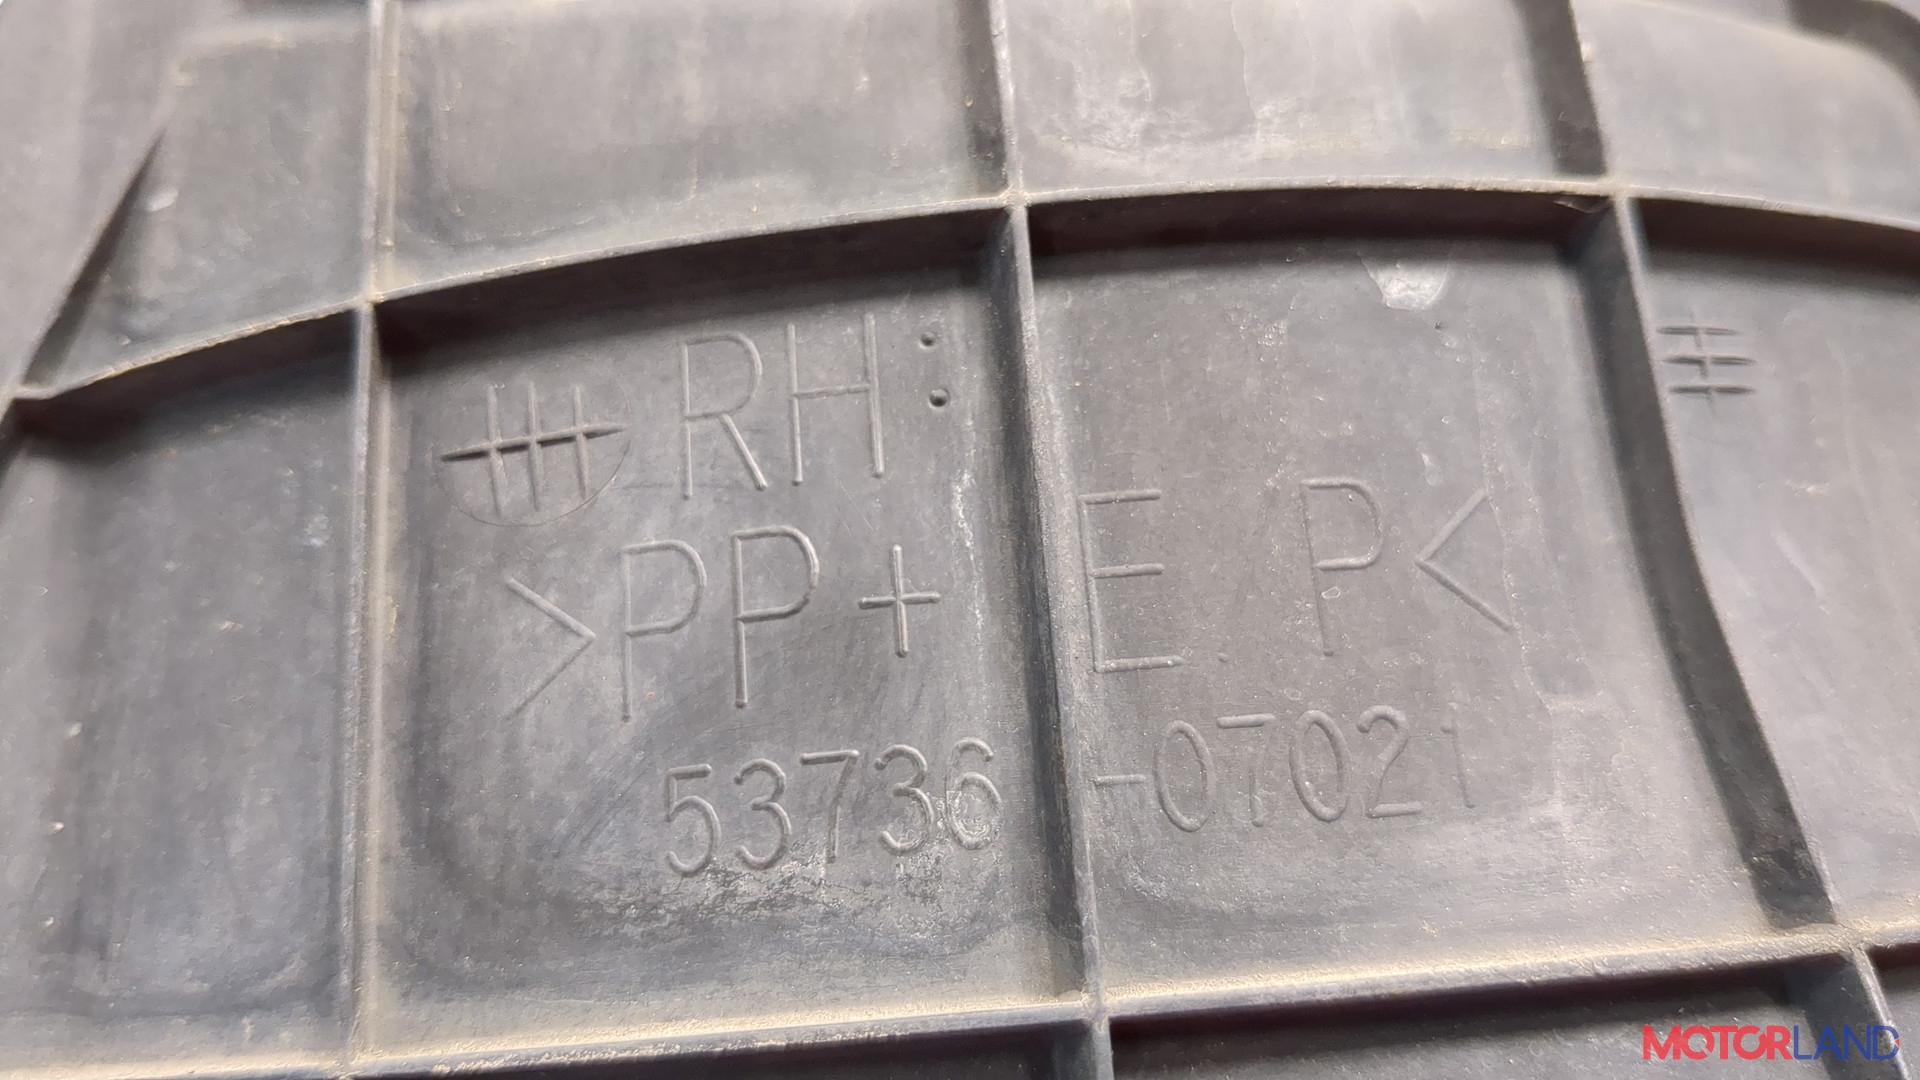 RH:
>PP+E.P<
53736-07021
MOTORLAND